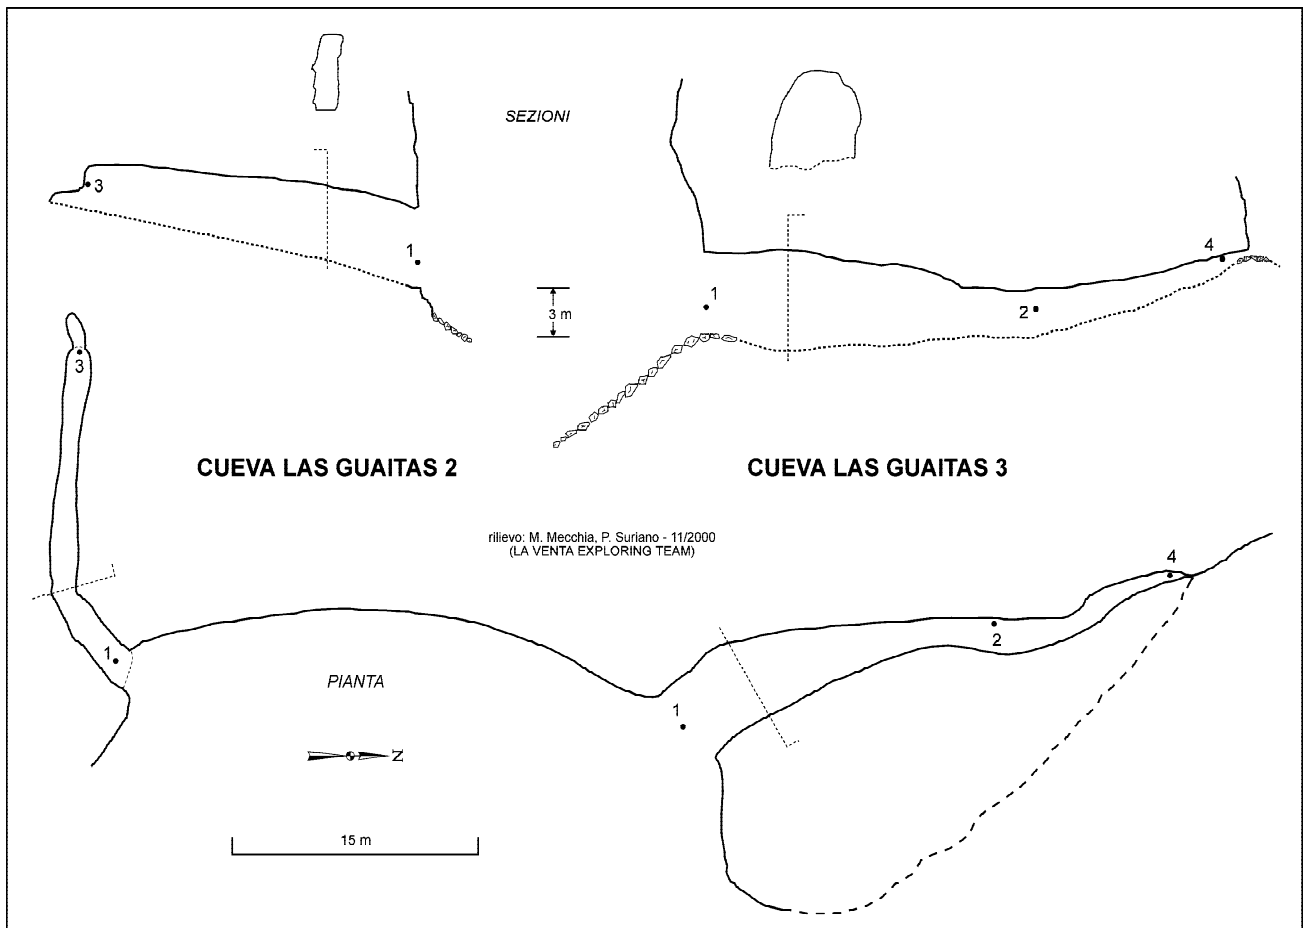 SEZIONI
3
1
3 m
1
2
4
3
CUEVA LAS GUAITAS 2
CUEVA LAS GUAITAS 3
rilievo: M. Mecchia, P. Suriano - 11/2000
(LA VENTA EXPLORING TEAM)
4
2
1
PIANTA
1
N
15 m